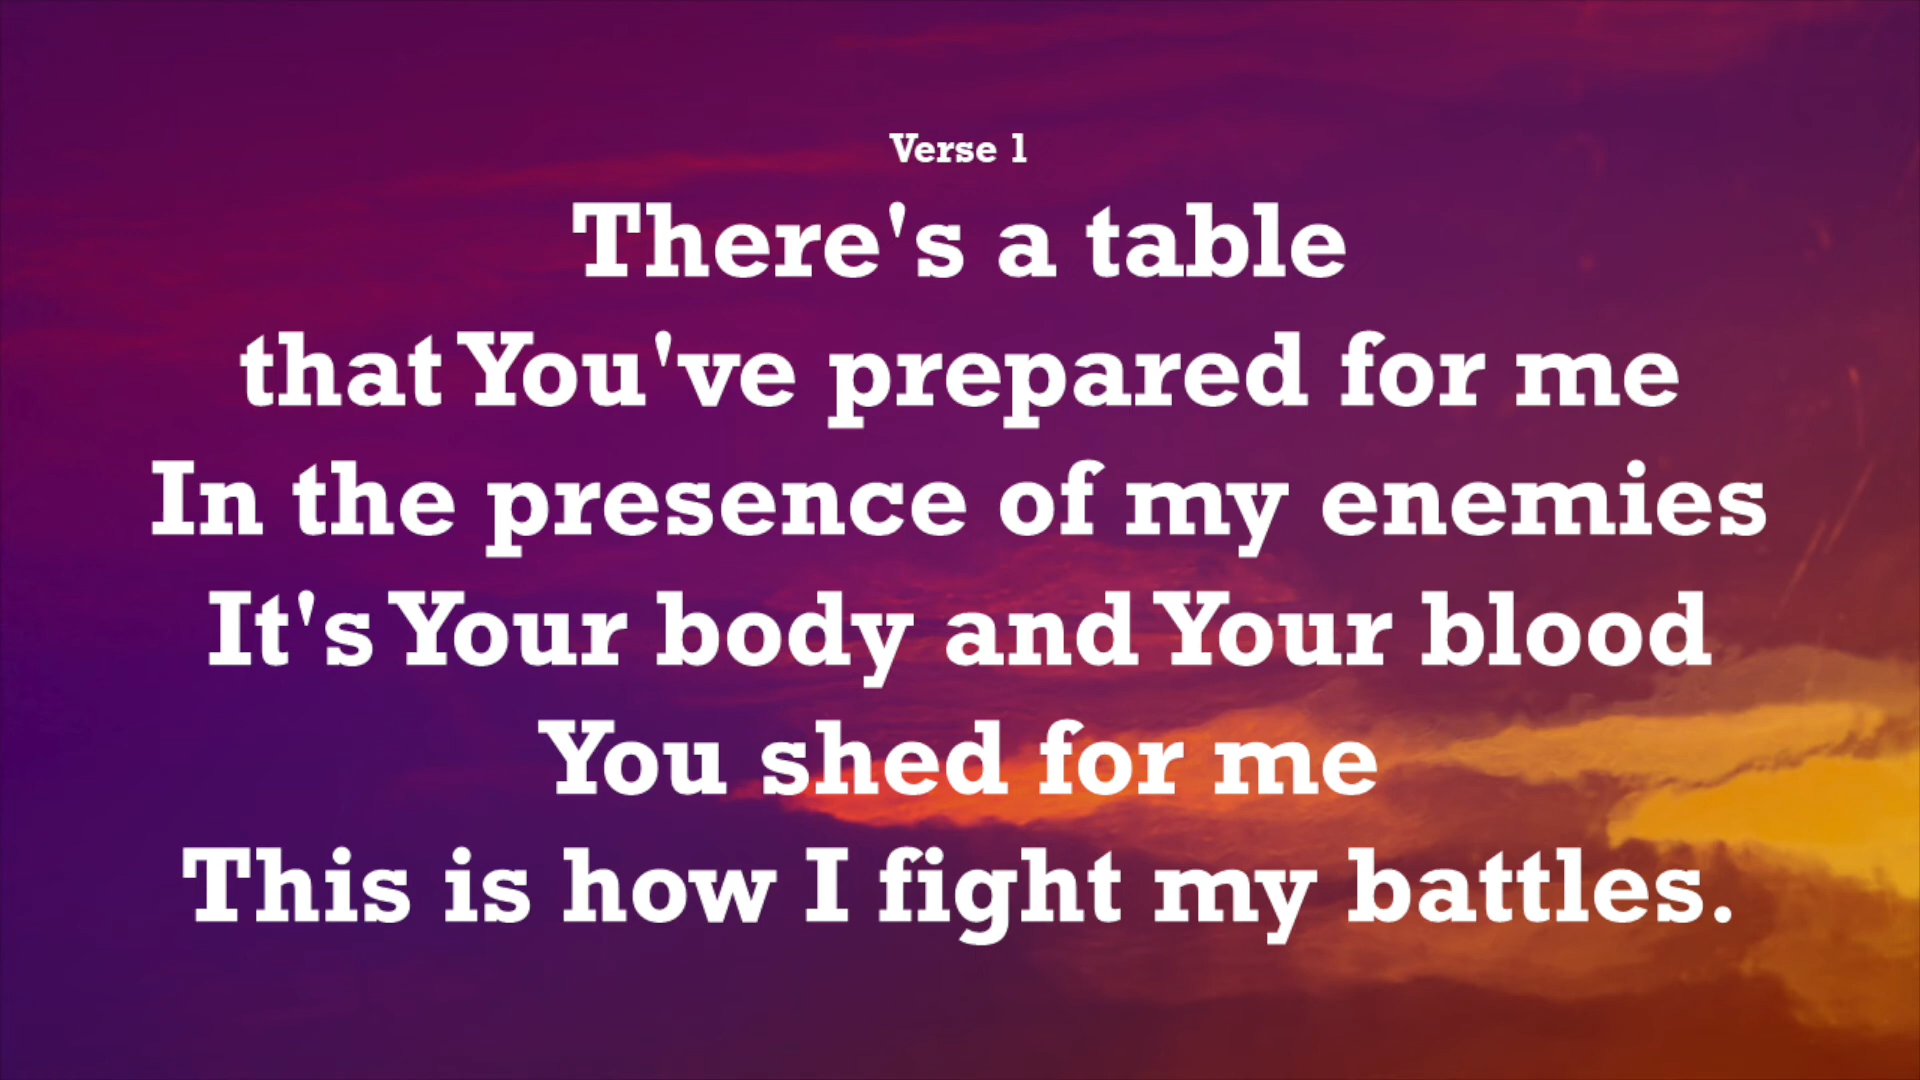 Verse 1
There's a table
that You've prepared for me
In the presence of my enemies
It's Your body and Your blood
You shed for me
This is how I fight my battles.